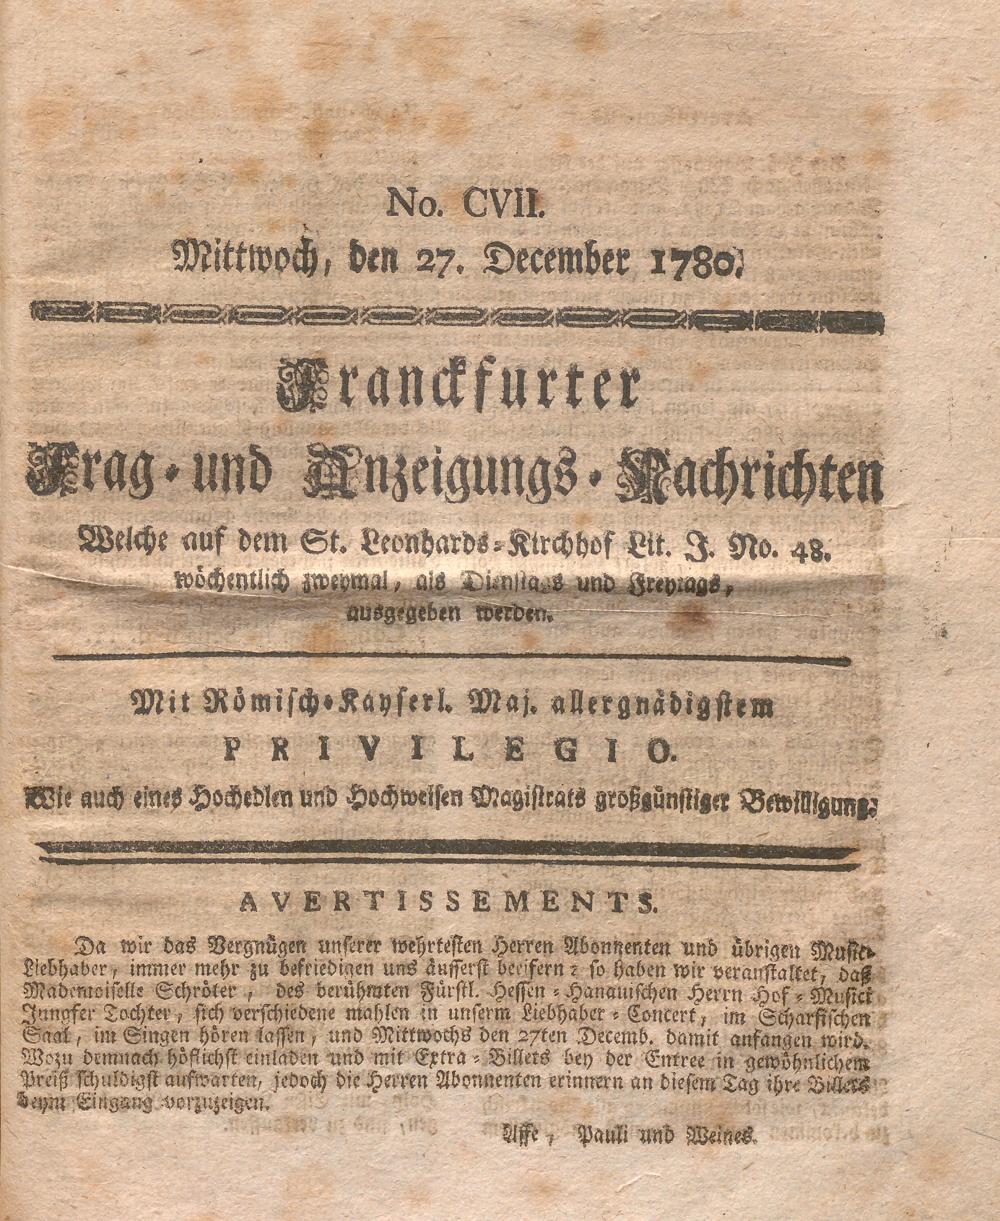 No. CVII.
Mittwoch, den 27. December 1780.
Franckfurter
Frag- und Anzeigungs-Nachrichten
Welche auf dem St. Leonhards-Kirchhof Lit. J. No. 48.
wöchentlich zweymal, als Dienstags und Freytags,
ausgegeben werden.
Mit Römisch-Kayserl. Maj. allergnädigstem
PRIVILEGIO.
Wie auch eines Hochedlen und Hochweisen Magistrats großgünstiger Bewilligung.
AVERTISSEMENTS.
Da wir das Vergnügen unserer wehrtesten Herren Abonnenten und übrigen Music-
Liebhaber, immer mehr zu befriedigen uns äusserst beeifern: so haben wir veranstaltet, daß
Mademoiselle Schröter, des berühmten Fürstl. Hessen-Hanauischen Herrn Hof-Musici
Jungfer Tochter, sich verschiedene mahlen in unserm Liebhaber-Concert, im Scharfischen
Saal, im Singen hören lassen, und Mittwochs den 27ten Decemb. damit anfangen wird.
Wozu demnach höflichst einladen und mit Extra-Billets bey der Entree in gewöhnlichem
Preiß schuldigst aufwarten, jedoch die Herren Abonnenten erinnern an diesem Tag ihre Billets
beym Eingang vorzuzeigen.
Affe, Pauli und Weines.